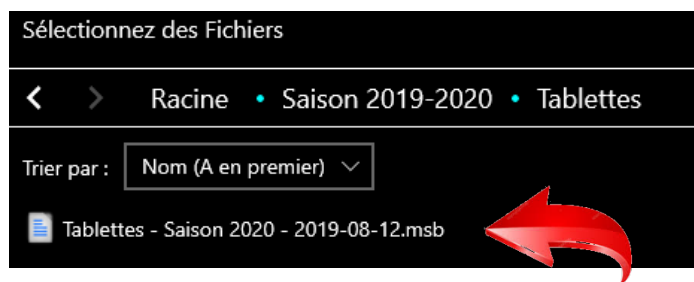 Sélectionnez des Fichiers
Racine • Saison 2019-2020 • Tablettes
Trier par : Nom (A en premier)
Tablettes - Saison 2020 - 2019-08-12.msb